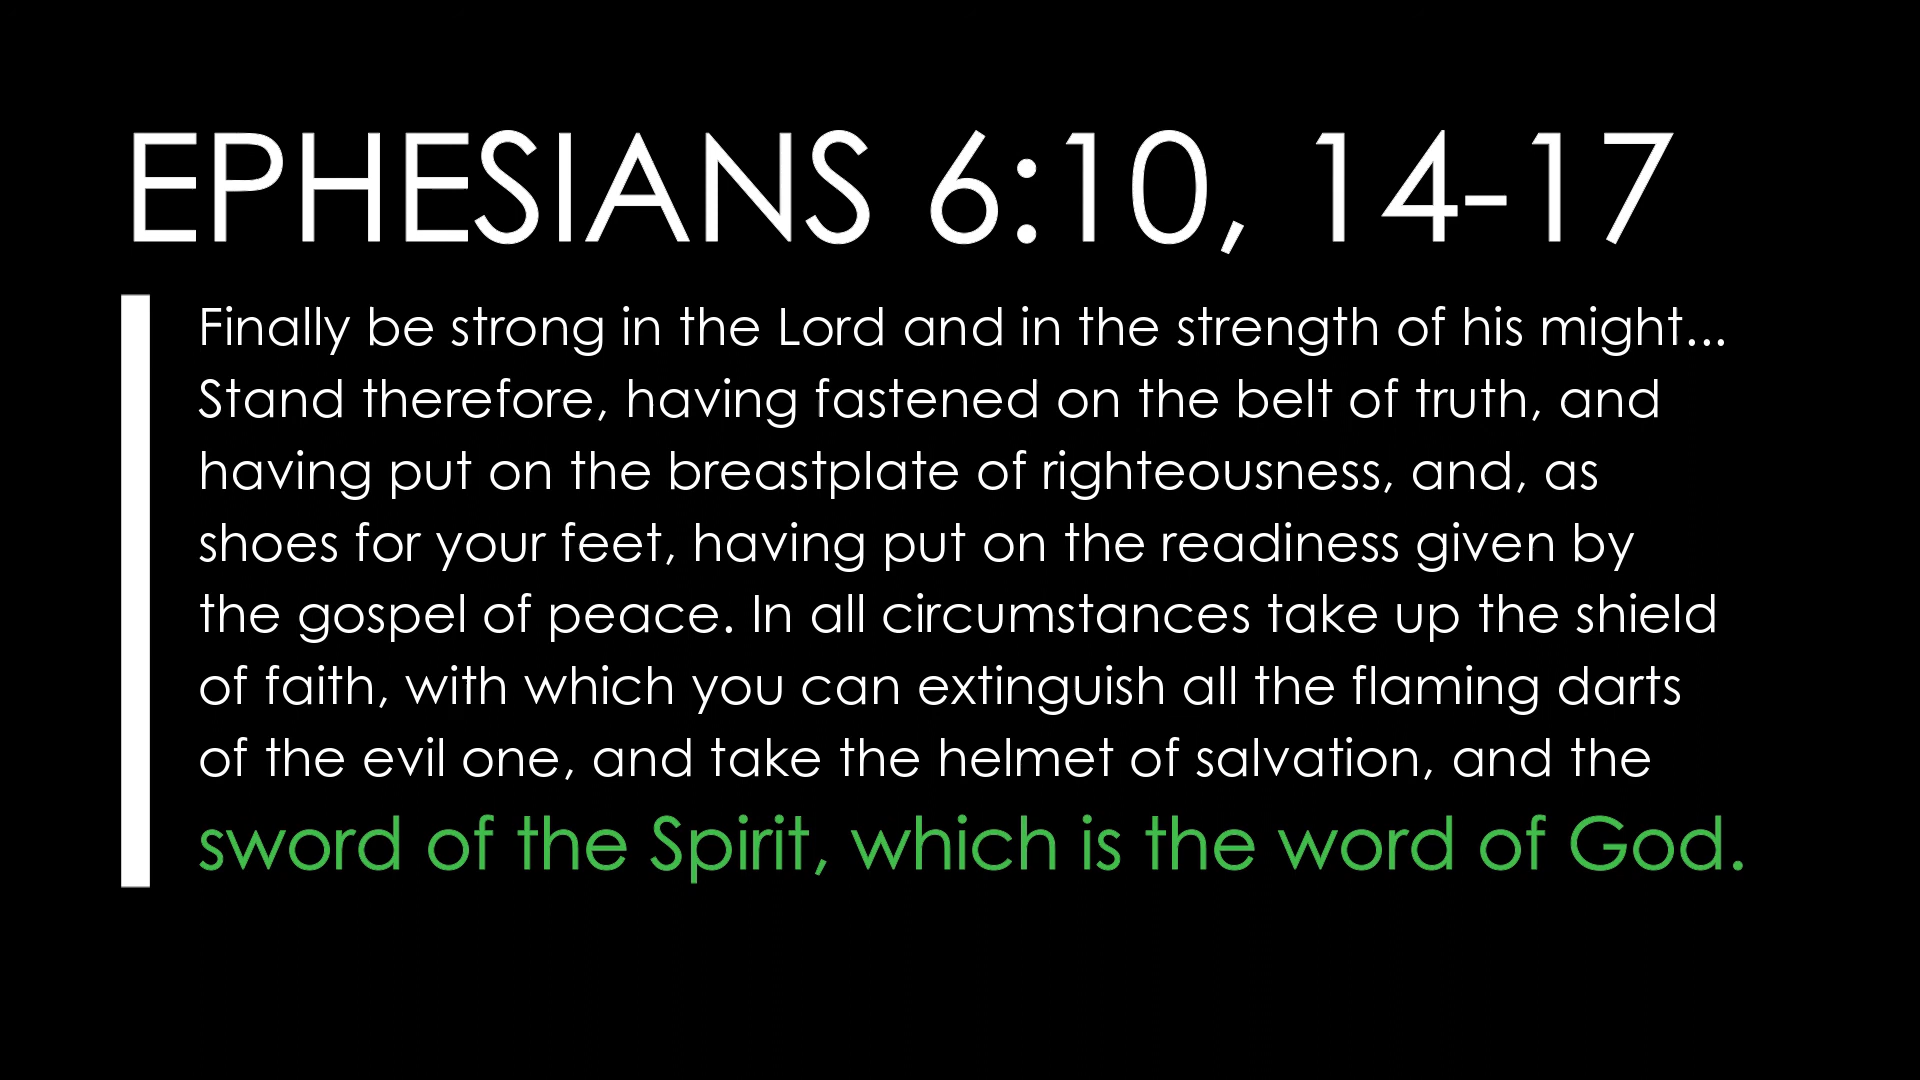 EPHESIANS 6:10, 14-17
Finally be strong in the Lord and in the strength of his might...
Stand therefore, having fastened on the belt of truth, and
having put on the breastplate of righteousness, and, as
shoes for your feet, having put on the readiness given by
the gospel of peace. In all circumstances take up the shield
of faith, with which you can extinguish all the flaming darts
of the evil one, and take the helmet of salvation, and the
sword of the Spirit, which is the word of God.